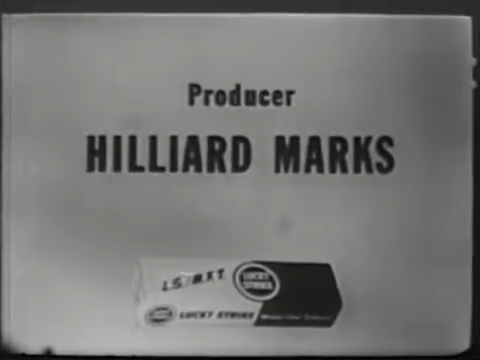 Producer
HILLIARD MARKS
L.S./M.F.T.
LUCKY
STRIKE
LUCKY STRIKE